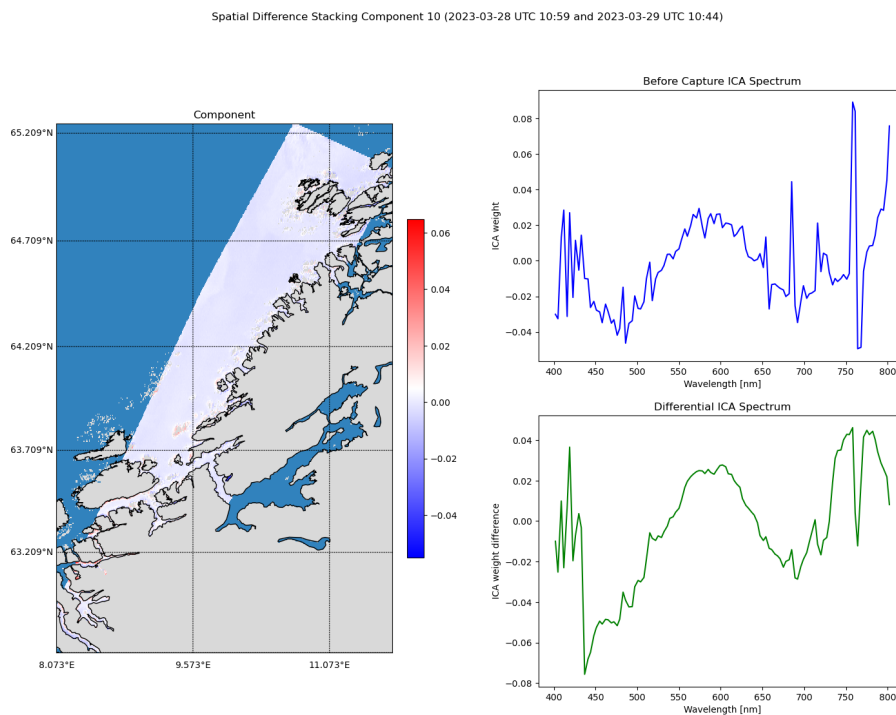 Spatial Difference Stacking Component 10 (2023-03-28 UTC 10:59 and 2023-03-29 UTC 10:44)
Component
65.209°N
64.709°N
64.209°N
63.709°N
63.209°N
8.073°E 9.573°E 11.073°E
0.06
0.04
0.02
0.00
−0.02
−0.04
Before Capture ICA Spectrum
ICA weight
0.08
0.06
0.04
0.02
0.00
−0.02
−0.04
400 450 500 550 600 650 700 750 800
Wavelength [nm]
Differential ICA Spectrum
ICA weight difference
0.04
0.02
0.00
−0.02
−0.04
−0.06
−0.08
400 450 500 550 600 650 700 750 800
Wavelength [nm]